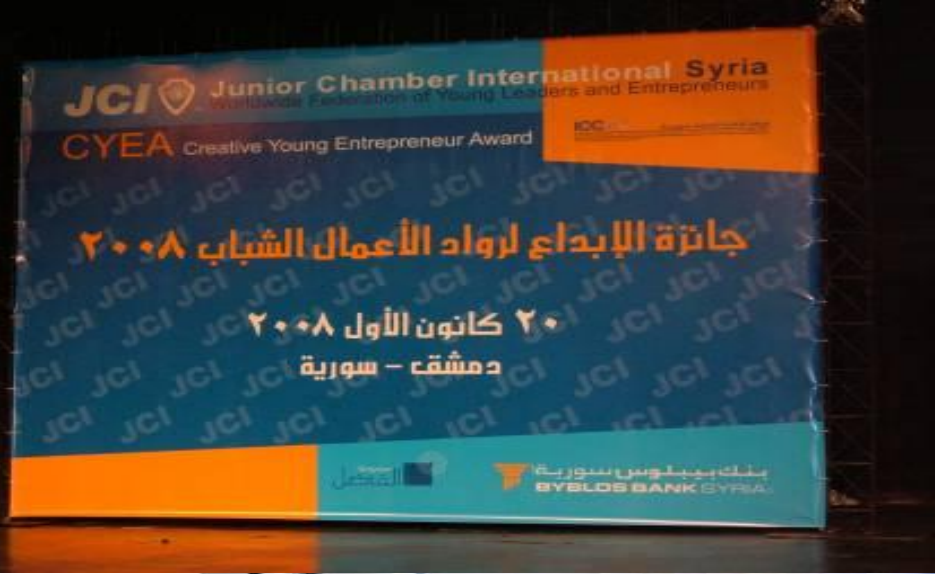 JCI Junior Chamber International Syria
Worldwide Federation of Young Leaders and Entrepreneurs
CYEA Creative Young Entrepreneur Award
ICC
جائزة الإبداع لرواد الأعمال الشباب ٢٠٠٨
٢٠ كانون الأول ٢٠٠٨
دمشق – سورية
بنك بيبلوس سورية
BYBLOS BANK SYRIA